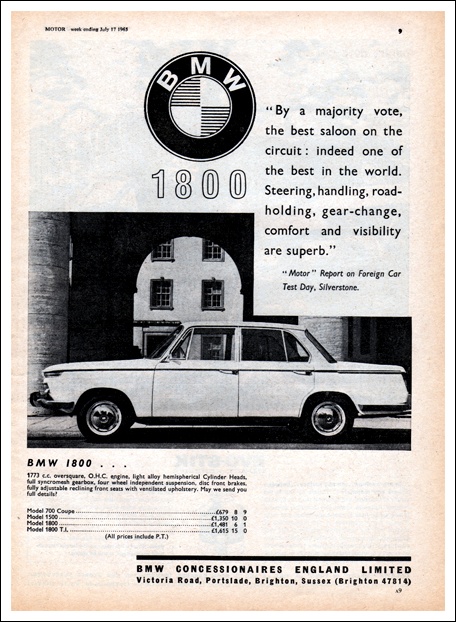 MOTOR week ending July 17 1965
9
BMW
1800
“By a majority vote,
the best saloon on the
circuit: indeed one of
the best in the world.
Steering, handling, road-
holding, gear-change,
comfort and visibility
are superb.”
“Motor” Report on Foreign Car
Test Day, Silverstone.
BMW 1800 . . .
1773 c.c. oversquare, O.H.C. engine, light alloy hemispherical Cylinder Heads,
full syncromesh gearbox, four wheel independent suspension, disc front brakes,
fully adjustable reclining front seats with ventilated upholstery. May we send you
full details?
Model 700 Coupe ... £679 8 9
Model 1500 ... £1,350 10 0
Model 1800 ... £1,481 6 1
Model 1800 T.I. ... £1,615 15 0
(All prices include P.T.)
BMW CONCESSIONAIRES ENGLAND LIMITED
Victoria Road, Portslade, Brighton, Sussex (Brighton 47814)
A9